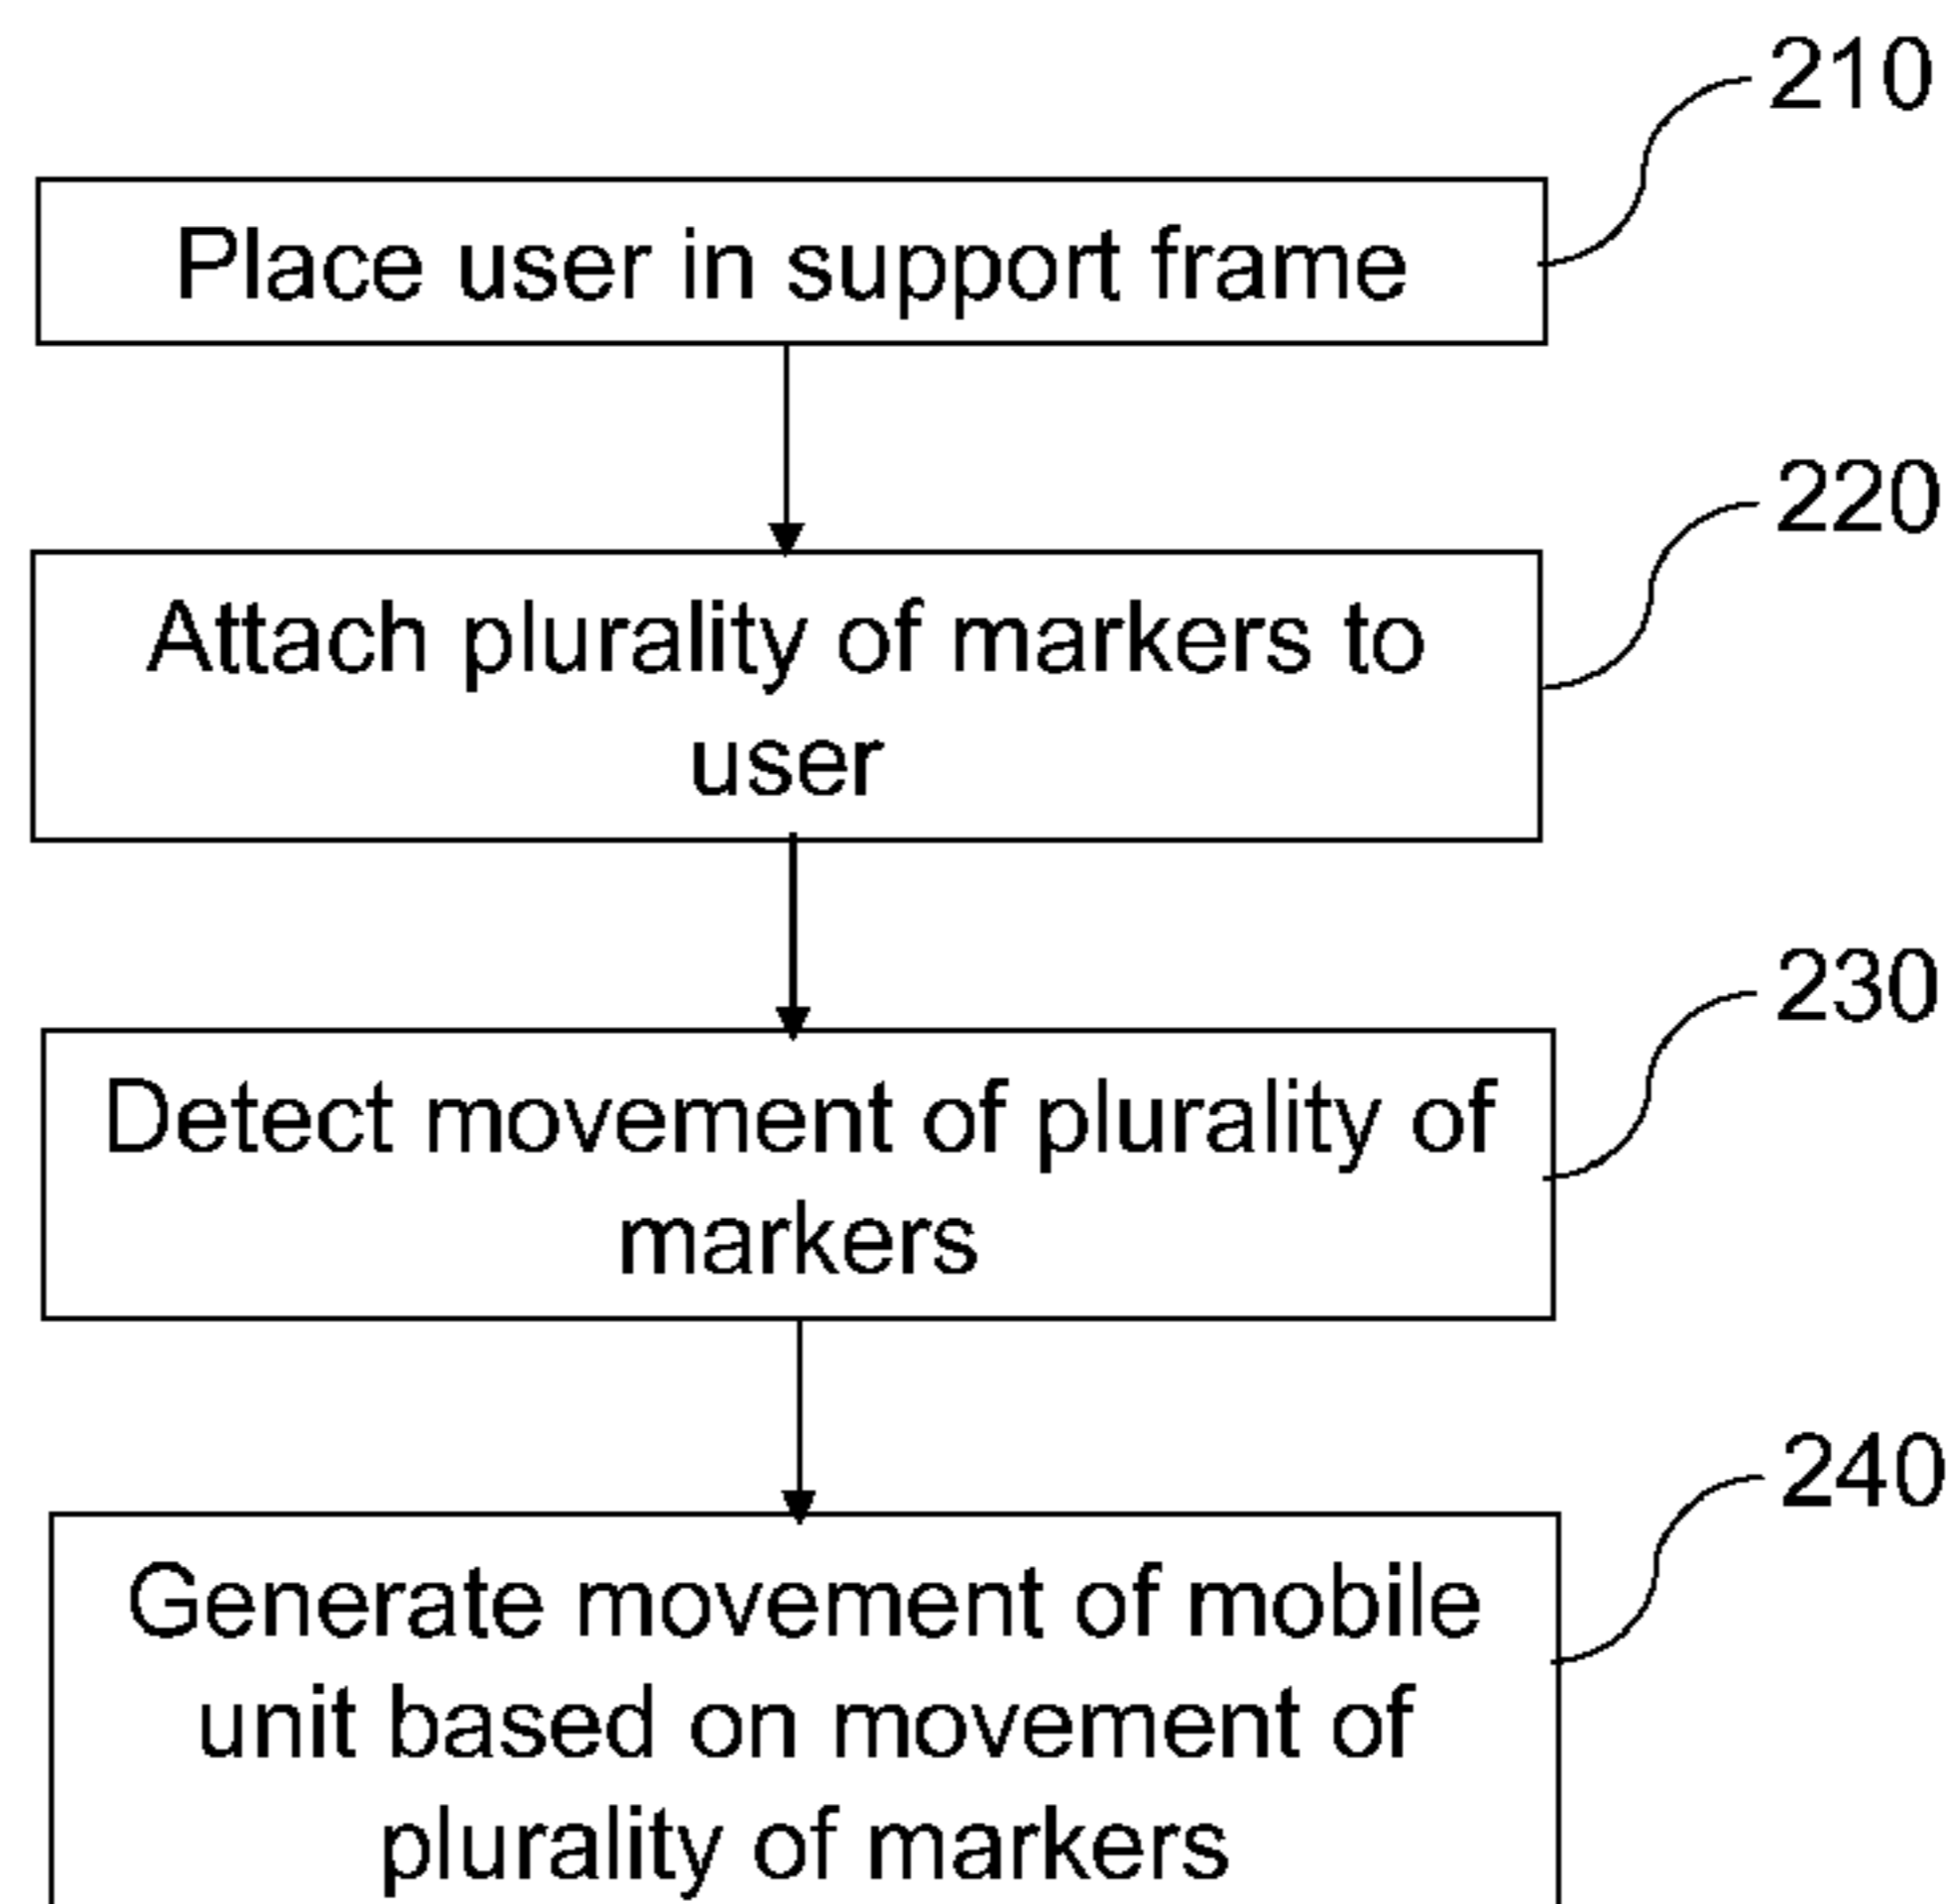 210
Place user in support frame
220
Attach plurality of markers to
user
230
Detect movement of plurality of
markers
240
Generate movement of mobile
unit based on movement of
plurality of markers